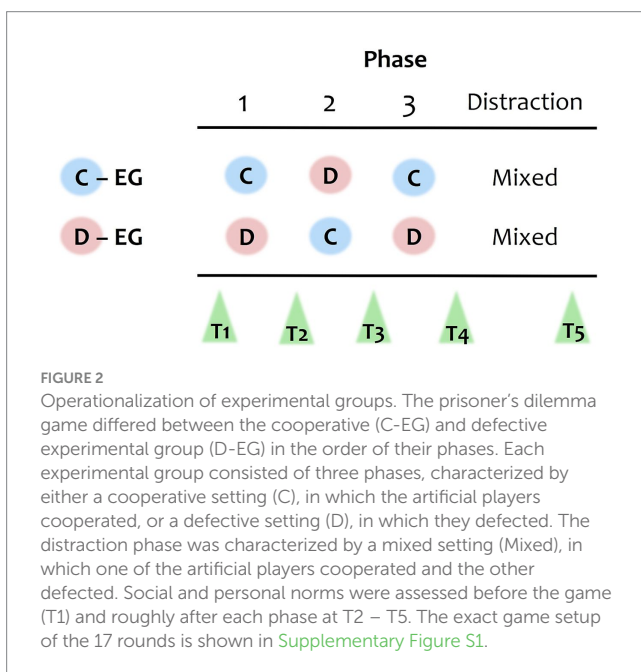 Phase
1 2 3 Distraction
C – EG C D C Mixed
D – EG D C D Mixed
T1 T2 T3 T4 T5
FIGURE 2
Operationalization of experimental groups. The prisoner’s dilemma
game differed between the cooperative (C-EG) and defective
experimental group (D-EG) in the order of their phases. Each
experimental group consisted of three phases, characterized by
either a cooperative setting (C), in which the artificial players
cooperated, or a defective setting (D), in which they defected. The
distraction phase was characterized by a mixed setting (Mixed), in
which one of the artificial players cooperated and the other
defected. Social and personal norms were assessed before the game
(T1) and roughly after each phase at T2 – T5. The exact game setup
of the 17 rounds is shown in Supplementary Figure S1.